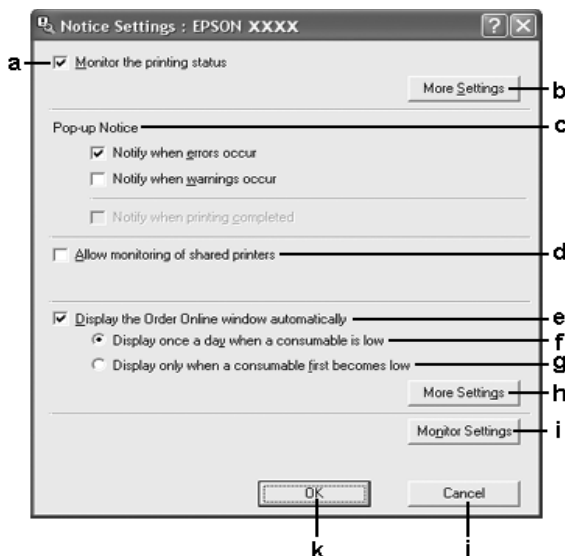 Notice Settings : EPSON XXXX
a
Monitor the printing status
More Settings
b
Pop-up Notice
c
Notify when errors occur
Notify when warnings occur
Notify when printing completed
Allow monitoring of shared printers
d
Display the Order Online window automatically
e
Display once a day when a consumable is low
f
Display only when a consumable first becomes low
g
More Settings
h
Monitor Settings
i
OK
Cancel
k
j